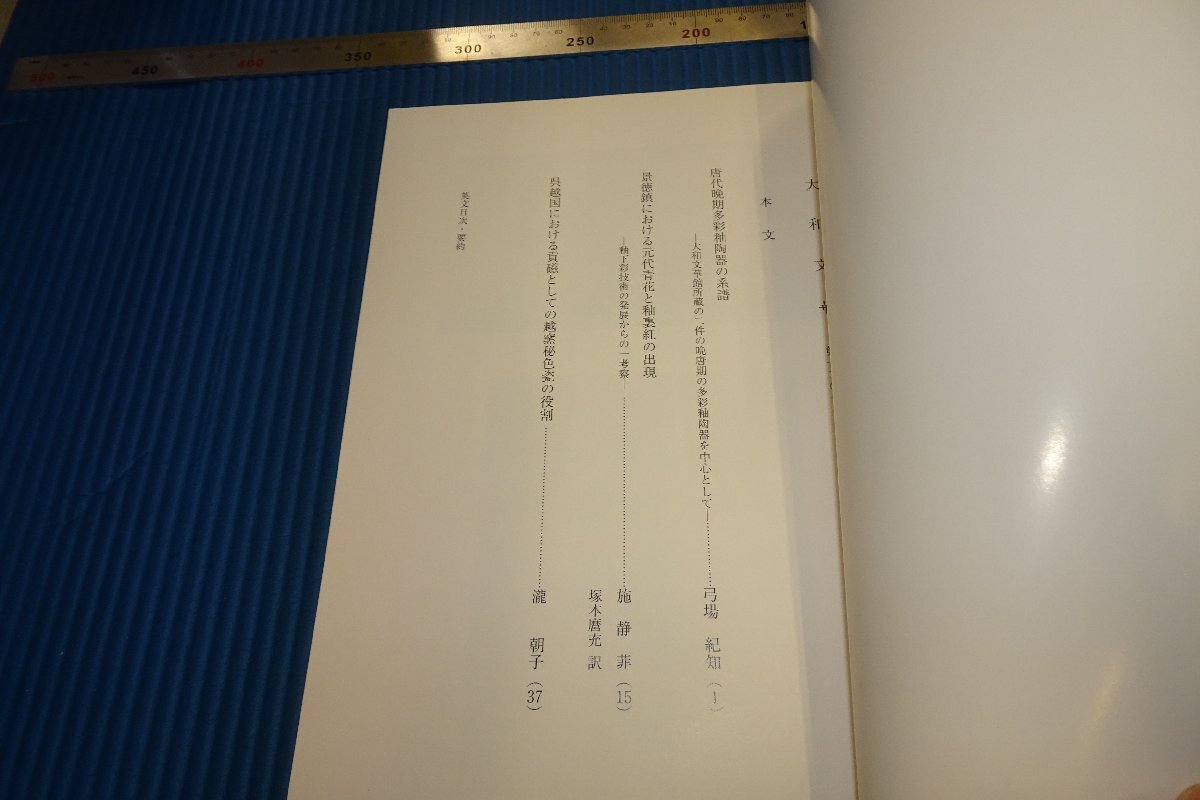 大和文
本文
唐代晩期多彩釉陶器の系譜
―大和文華館所蔵の二件の晩唐期の多彩釉陶器を中心として―……………弓場 紀知 (1)
景徳鎮における元代青花と釉裏紅の出現
―釉下彩技術の発展からの一考察―……………施 静菲 (15)
塚本麿充 訳
呉越国における貢磁としての越窯秘色瓷の役割……………瀧 朝子 (37)
英文目次・要約
500 450 400 350 300 250 200